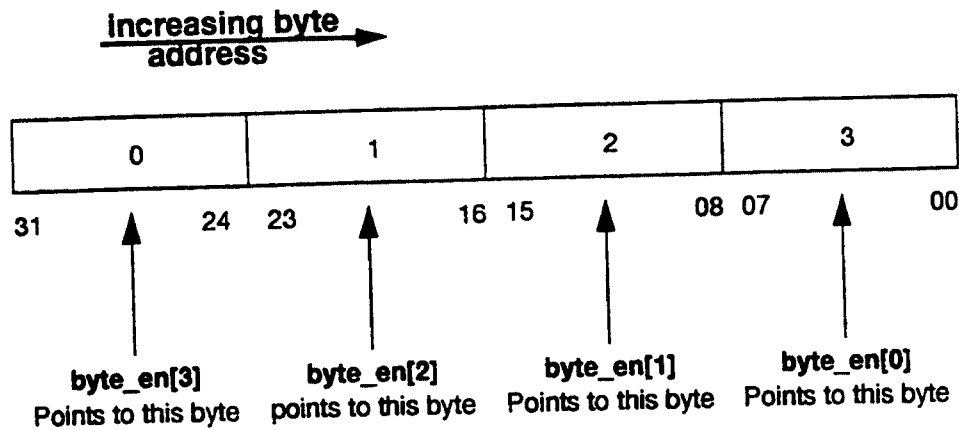 increasing byte
address
0 1 2 3
31 24 23 16 15 08 07 00
byte_en[3] byte_en[2] byte_en[1] byte_en[0]
Points to this byte points to this byte Points to this byte Points to this byte